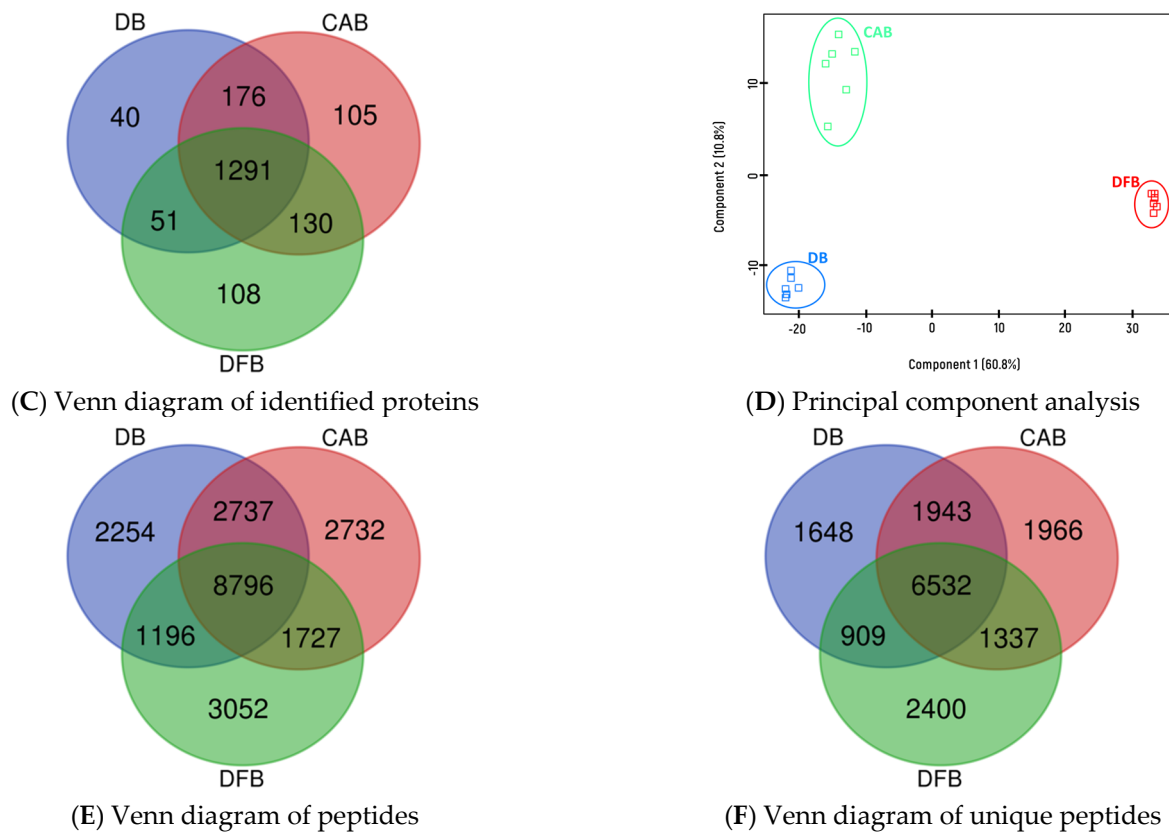 DB
CAB
40
176
105
1291
51
130
108
DFB
(C) Venn diagram of identified proteins
CAB
DFB
DB
10
0
-10
Component 2 (10.8%)
-20
-10
0
10
20
30
Component 1 (60.8%)
(D) Principal component analysis
DB
CAB
2254
2737
2732
8796
1196
1727
3052
DFB
(E) Venn diagram of peptides
DB
CAB
1648
1943
1966
6532
909
1337
2400
DFB
(F) Venn diagram of unique peptides